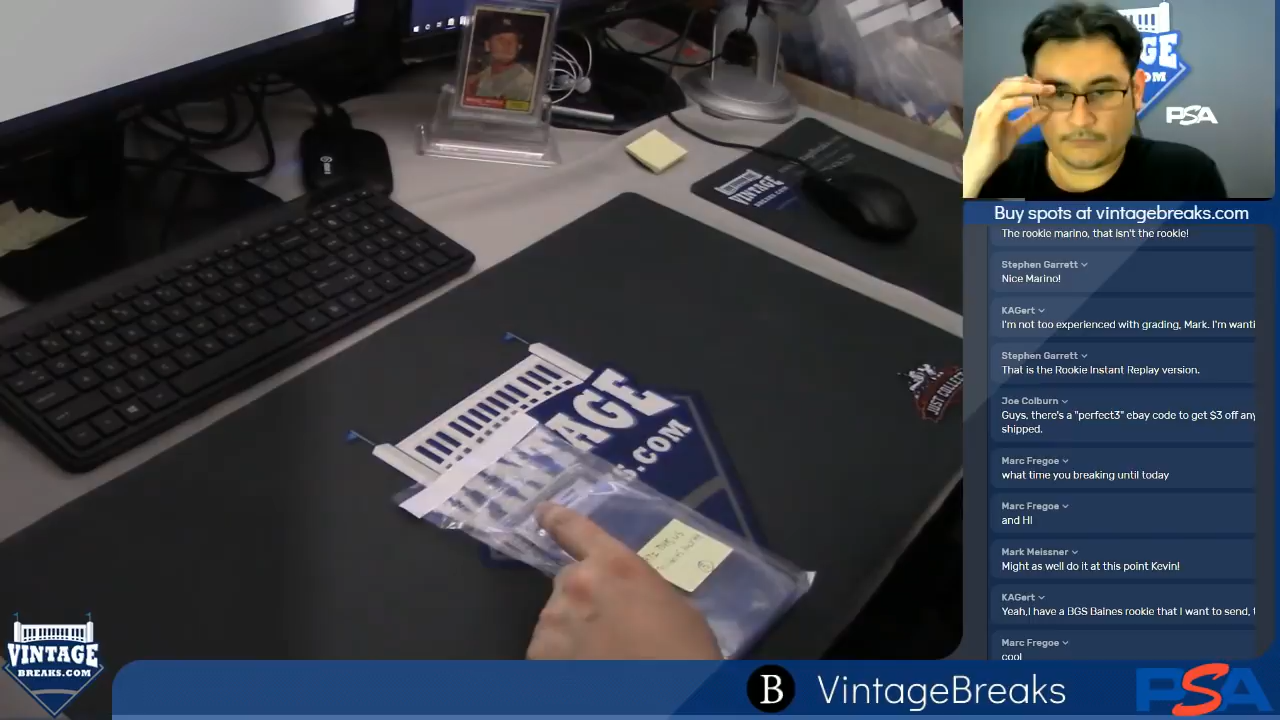 VINTAGE
BREAKS.COM
VINTAGE
S.COM
JUST COLLECT
AGE
.COM
PSA
Buy spots at vintagebreaks.com
The rookie marino, that isn't the rookie!
Stephen Garrett
Nice Marino!
KAGert
I'm not too experienced with grading, Mark. I'm wanti
Stephen Garrett
That is the Rookie Instant Replay version.
Joe Colburn
Guys, there's a "perfect3" ebay code to get $3 off any
shipped.
Marc Fregoe
what time you breaking until today
Marc Fregoe
and HI
Mark Meissner
Might as well do it at this point Kevin!
KAGert
Yeah,I have a BGS Baines rookie that I want to send,
Marc Fregoe
cool
VINTAGE
BREAKS.COM
B VintageBreaks
PSA